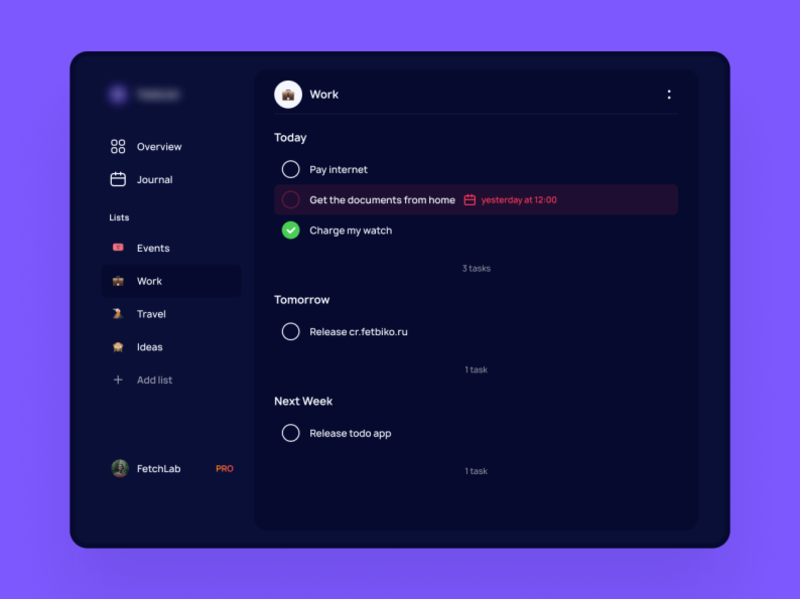 Overview
Journal
Lists
Events
Work
Travel
Ideas
Add list
FetchLab PRO
Work
Today
Pay internet
Get the documents from home yesterday at 12:00
Charge my watch
3 tasks
Tomorrow
Release cr.fetbiko.ru
1 task
Next Week
Release todo app
1 task